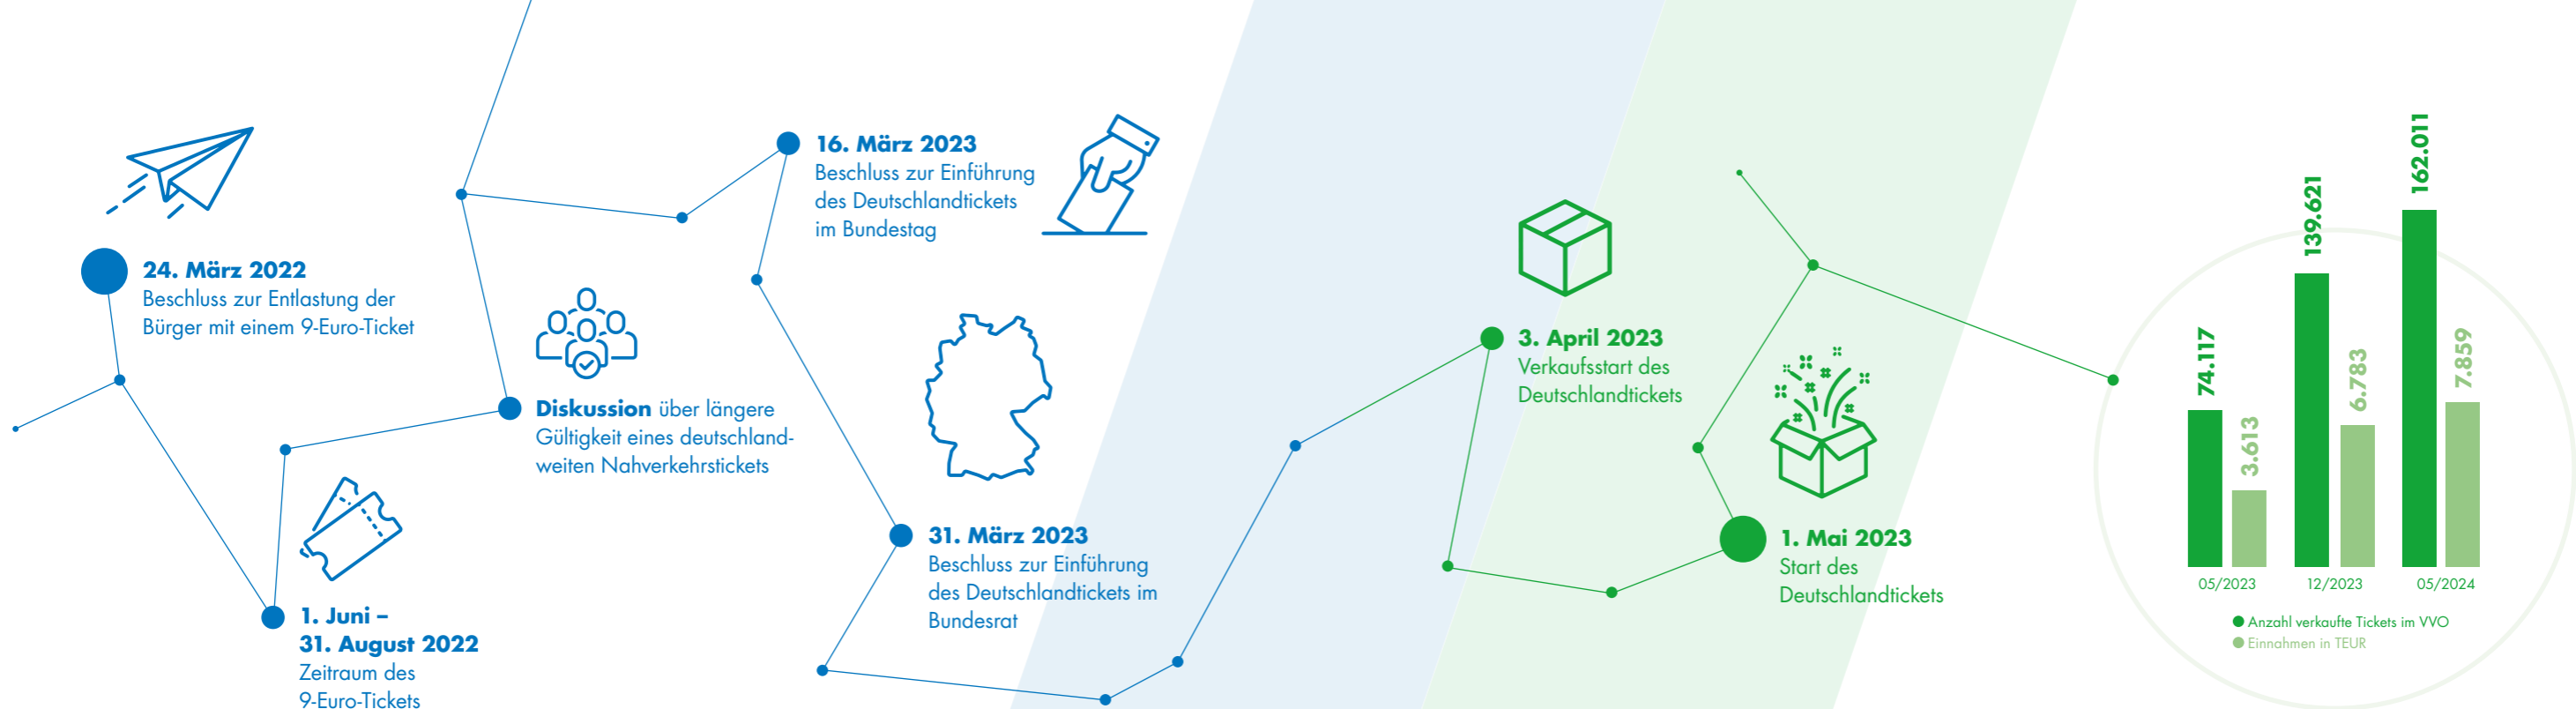 24. März 2022
Beschluss zur Entlastung der
Bürger mit einem 9-Euro-Ticket
1. Juni –
31. August 2022
Zeitraum des
9-Euro-Tickets
Diskussion über längere
Gültigkeit eines deutschland-
weiten Nahverkehrstickets
16. März 2023
Beschluss zur Einführung
des Deutschlandtickets
im Bundestag
31. März 2023
Beschluss zur Einführung
des Deutschlandtickets im
Bundesrat
3. April 2023
Verkaufsstart des
Deutschlandtickets
1. Mai 2023
Start des
Deutschlandtickets
74.117
3.613
139.621
6.783
162.011
7.859
05/2023
12/2023
05/2024
Anzahl verkaufte Tickets im VVO
Einnahmen in TEUR